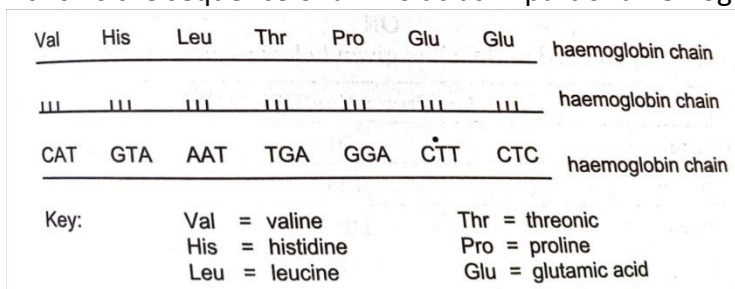 Val His Leu Thr Pro Glu Glu haemoglobin chain
haemoglobin chain
CAT GTA AAT TGA GGA CTT CTC haemoglobin chain
Key: Val = valine Thr = threonic
His = histidine Pro = proline
Leu = leucine Glu = glutamic acid